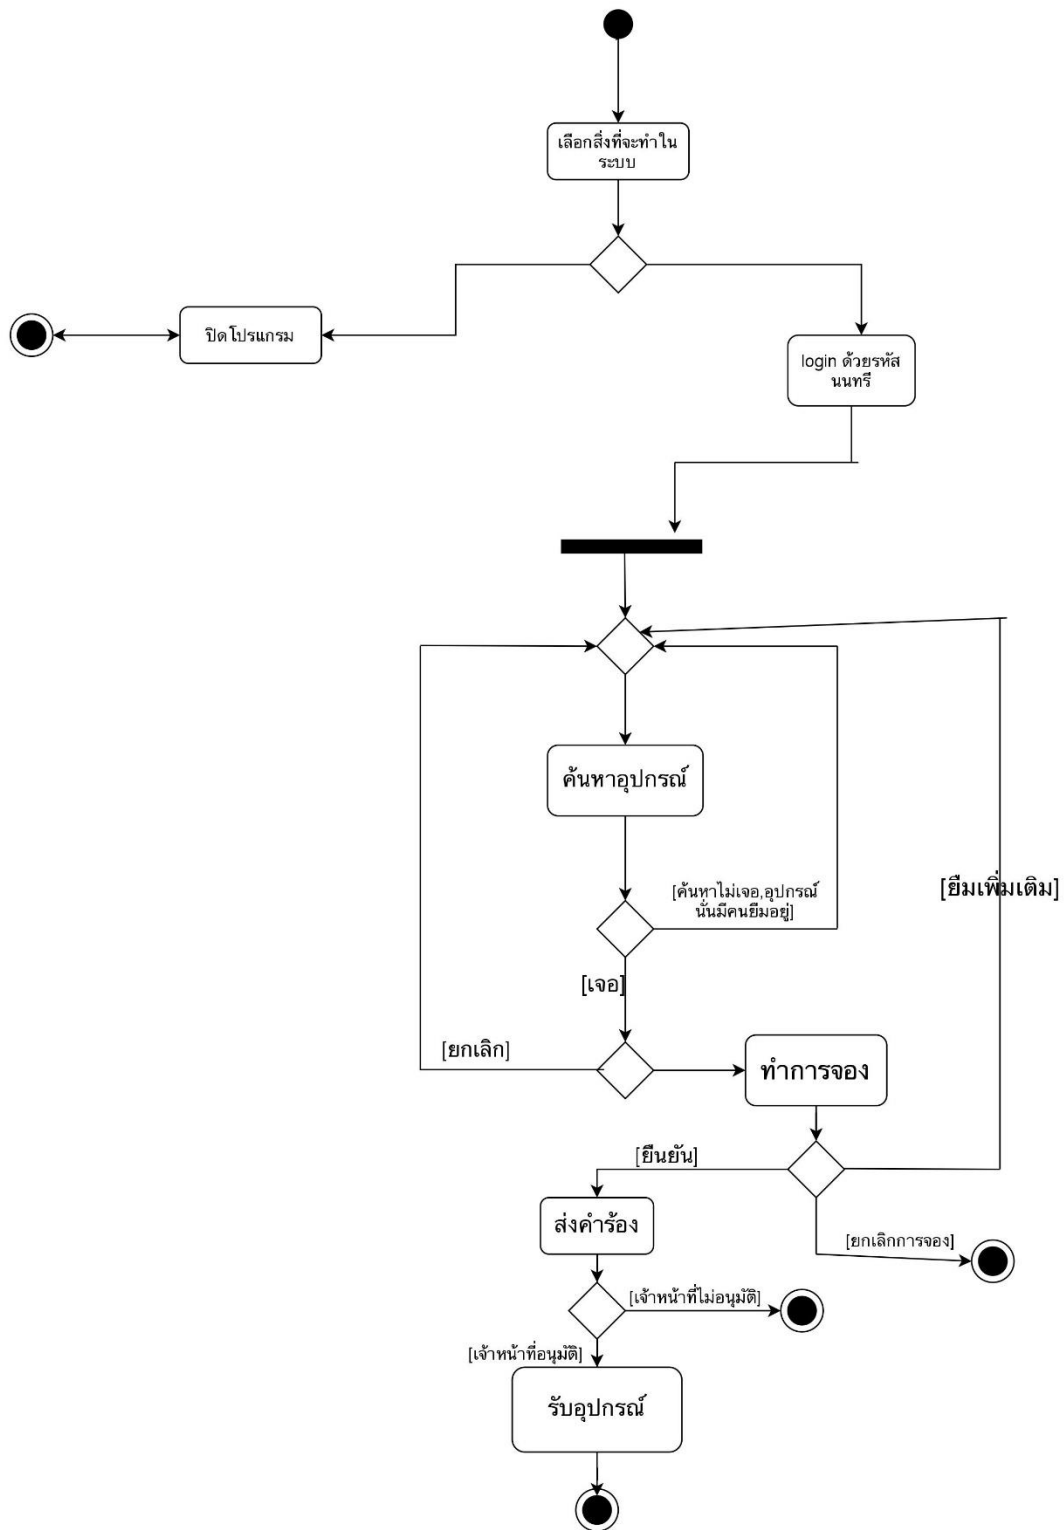 เลือกสิ่งที่จะทำใน
ระบบ
ปิดโปรแกรม
login ด้วยรหัส
นนทรี
ค้นหาอุปกรณ์
[ค้นหาไม่เจอ,อุปกรณ์
นั่นมีคนยืมอยู่]
[ยืมเพิ่มเติม]
[เจอ]
[ยกเลิก]
ทำการจอง
[ยืนยัน]
ส่งคำร้อง
[ยกเลิกการจอง]
[เจ้าหน้าที่ไม่อนุมัติ]
[เจ้าหน้าที่อนุมัติ]
รับอุปกรณ์